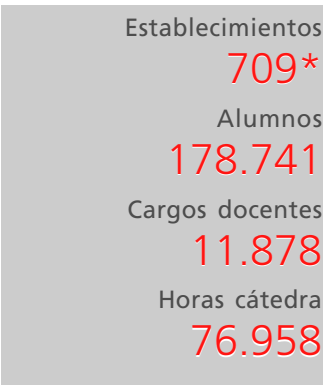 Establecimientos
709*
Alumnos
178.741
Cargos docentes
11.878
Horas cátedra
76.958